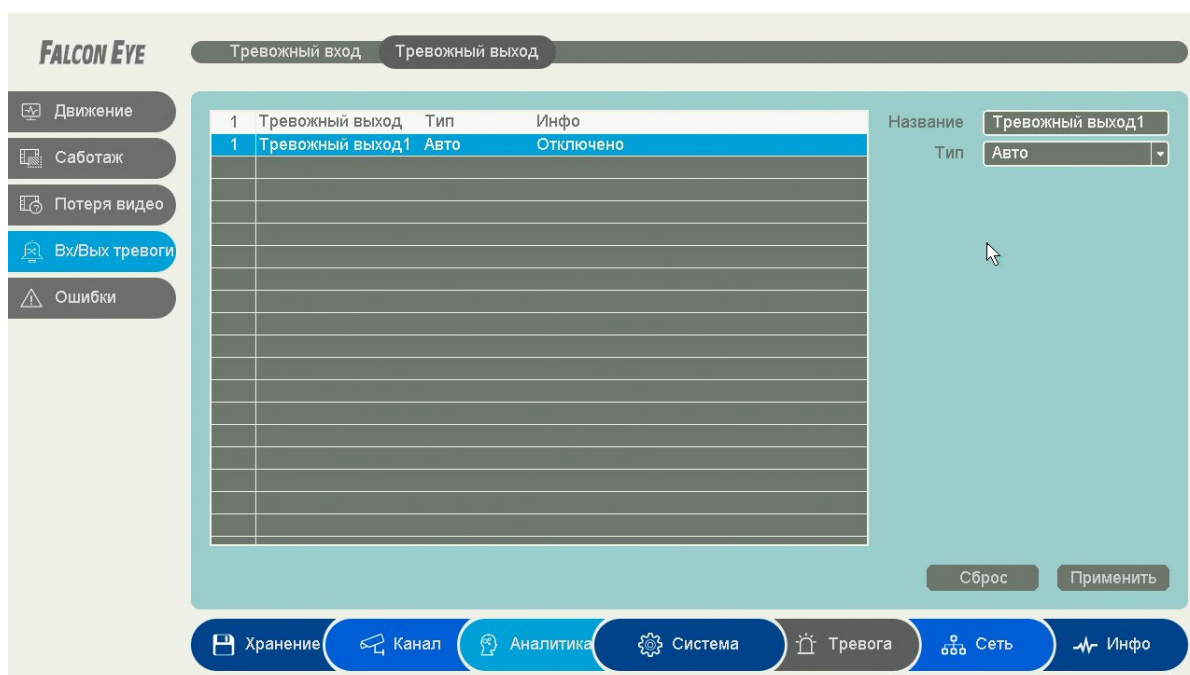 FALCON EYE
Тревожный вход Тревожный выход
Движение
Саботаж
Потеря видео
Вх/Вых тревоги
Ошибки
1 Тревожный выход Тип Инфо
1 Тревожный выход1 Авто Отключено
Название Тревожный выход1
Тип Авто
Сброс Применить
Хранение Канал Аналитика Система Тревога Сеть Инфо